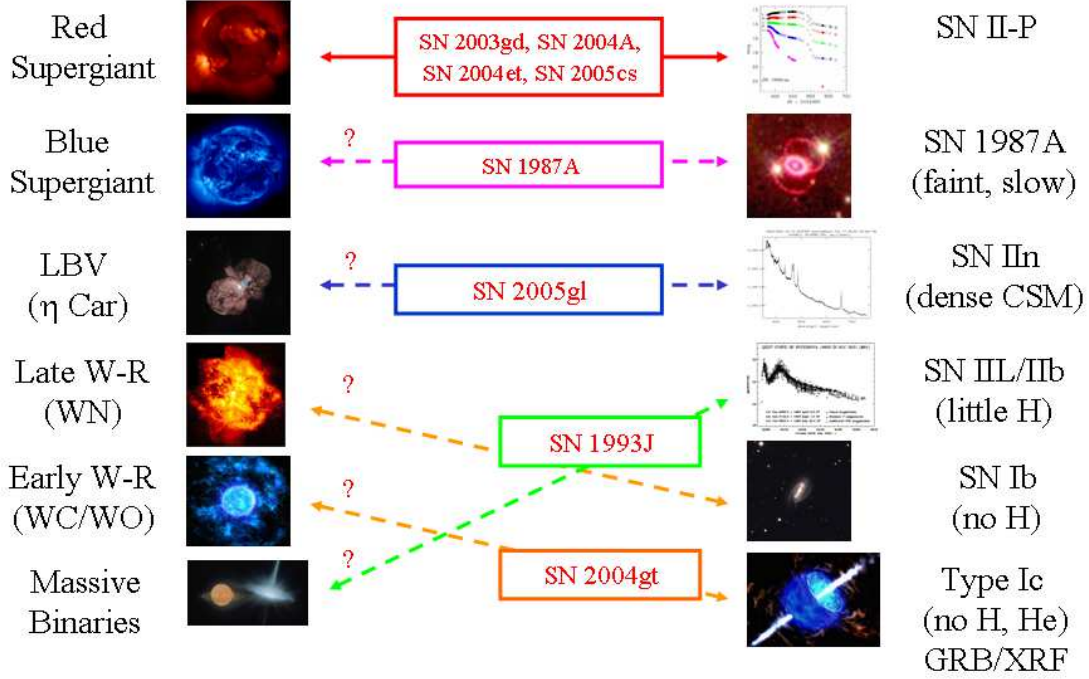 Red
Supergiant
SN 2003gd, SN 2004A,
SN 2004et, SN 2005cs
SN II-P
Blue
Supergiant
?
SN 1987A
SN 1987A
(faint, slow)
LBV
(η Car)
?
SN 2005gl
SN IIn
(dense CSM)
Late W-R
(WN)
?
SN 1993J
SN IIL/IIb
(little H)
Early W-R
(WC/WO)
?
SN Ib
(no H)
Massive
Binaries
?
SN 2004gt
Type Ic
(no H, He)
GRB/XRF